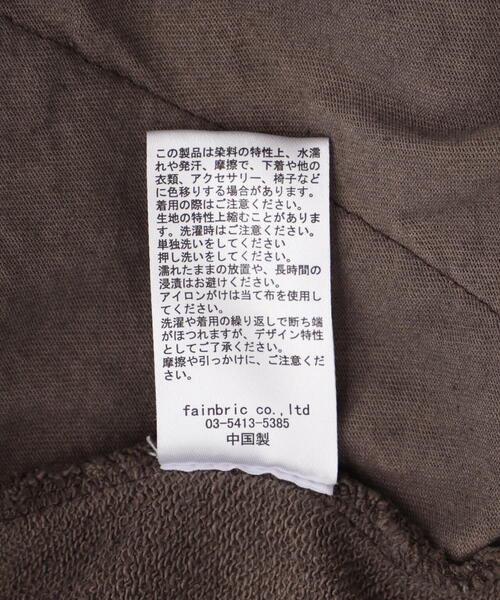 この製品は染料の特性上、水濡
れや発汗、摩擦で、下着や他の
衣類、アクセサリー、椅子など
に色移りする場合があります。
着用の際はご注意ください。
生地の特性上縮むことがありま
す。洗濯時はご注意ください。
単独洗いをしてください
押し洗いをしてください
濡れたままの放置や、長時間の
浸漬はお避けください。
アイロンがけは当て布を使用し
てください。
洗濯や着用の繰り返しで断ち端
がほつれますが、デザイン特性と
としてご了承ください。
摩擦や引っかけに、ご注意くだ
さい。
fainbric co.,ltd
03-5413-5385
中国製